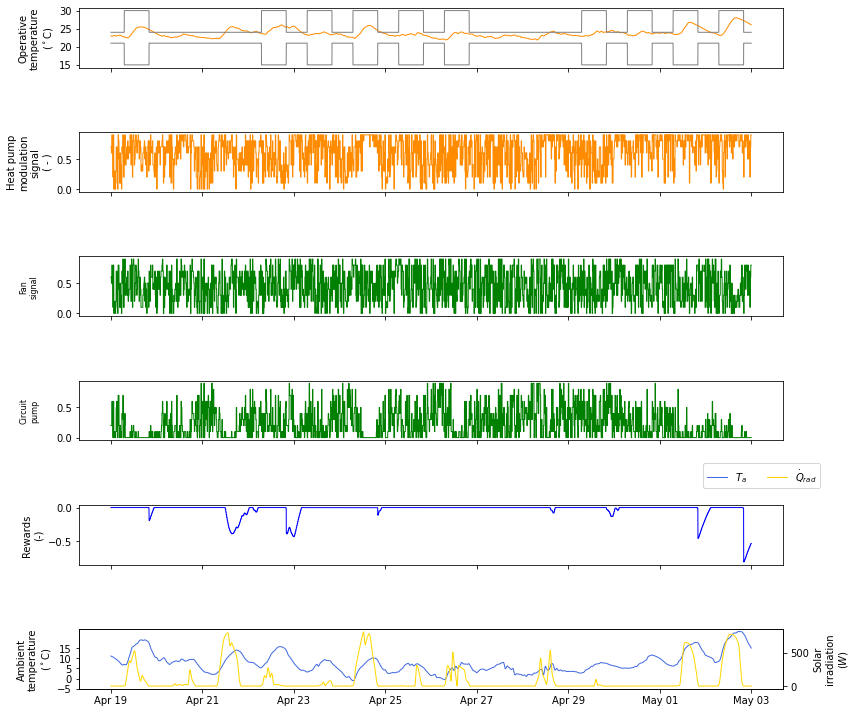 Operative
temperature
(°C)
30
25
20
15
Heat pump
modulation
signal
( - )
0.5
0.0
Fan
signal
0.5
0.0
Circuit
pump
0.5
0.0
T_a
Q̇_rad
Rewards
(-)
0.0
−0.5
Ambient
temperature
(°C)
15
10
5
0
−5
500
0
Solar
irradiation
(W)
Apr 19 Apr 21 Apr 23 Apr 25 Apr 27 Apr 29 May 01 May 03